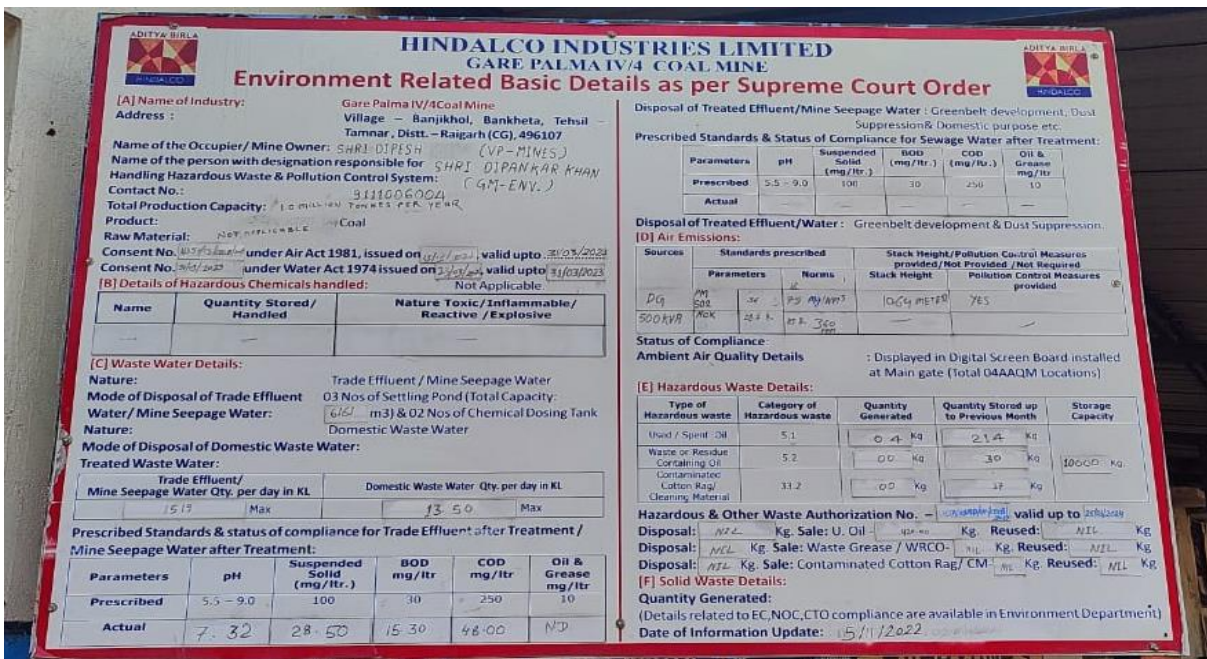 ADITYA BIRLA
HINDALCO
HINDALCO INDUSTRIES LIMITED
GARE PALMA IV/4 COAL MINE
Environment Related Basic Details as per Supreme Court Order
ADITYA BIRLA
HINDALCO
[A] Name of Industry: Gare Palma IV/4Coal Mine
Address : Village – Banjikhol, Bankheta, Tehsil –
Tamnar, Distt. – Raigarh (CG), 496107
Name of the Occupier/ Mine Owner: SHRI DIPESH (VP-MINES)
Name of the person with designation responsible for SHRI DIPANKAR KHAN
Handling Hazardous Waste & Pollution Control System: (GM-ENV.)
Contact No.: 9111006004
Total Production Capacity: 1.0 MILLION TONNES PER YEAR
Product: Coal
Raw Material: NOT APPLICABLE
Consent No. under Air Act 1981, issued on valid upto
Consent No. under Water Act 1974 issued on valid upto 31/03/2023
[B] Details of Hazardous Chemicals handled: Not Applicable
Name Quantity Stored/ Handled Nature Toxic/Inflammable/ Reactive /Explosive
— — —
[C] Waste Water Details:
Nature: Trade Effluent / Mine Seepage Water
Mode of Disposal of Trade Effluent 03 Nos of Settling Pond (Total Capacity:
Water/ Mine Seepage Water: m3) & 02 Nos of Chemical Dosing Tank
Nature: Domestic Waste Water
Mode of Disposal of Domestic Waste Water:
Treated Waste Water:
Trade Effluent/ Mine Seepage Water Qty. per day in KL Domestic Waste Water Qty. per day in KL
1519 Max 13.50 Max
Prescribed Standards & status of compliance for Trade Effluent after Treatment /
Mine Seepage Water after Treatment:
Parameters pH Suspended Solid (mg/ltr.) BOD mg/ltr COD mg/ltr Oil & Grease mg/ltr
Prescribed 5.5 – 9.0 100 30 250 10
Actual 7.32 28.50 15.30 48.00 ND
Disposal of Treated Effluent/Mine Seepage Water : Greenbelt development, Dust
Suppression& Domestic purpose etc.
Prescribed Standards & Status of Compliance for Sewage Water after Treatment:
Parameters pH Suspended Solid (mg/ltr.) BOD (mg/ltr.) COD (mg/ltr.) Oil & Grease mg/ltr
Prescribed 5.5 – 9.0 100 30 250 10
Actual — — — — —
Disposal of Treated Effluent/Water : Greenbelt development & Dust Suppression.
[D] Air Emissions:
Sources Standards prescribed Stack Height/Pollution Control Measures provided/Not Provided /Not Required
Parameters Norms Stack Height Pollution Control Measures provided
DG PM SO2 75 Mg/NM3 METER YES
500KVA NOX 360 — —
Status of Compliance:
Ambient Air Quality Details : Displayed in Digital Screen Board installed
at Main gate (Total 04AAQM Locations)
[E] Hazardous Waste Details:
Type of Hazardous waste Category of Hazardous waste Quantity Generated Quantity Stored up to Previous Month Storage Capacity
Used / Spent Oil 5.1 04 Kg 214 Kg
Waste or Residue Containing Oil 5.2 00 Kg 30 Kg 10000 Kg
Contaminated Cotton Rag/ Cleaning Material 33.2 00 Kg 37 Kg
Hazardous & Other Waste Authorization No. – valid up to
Disposal: NIL Kg. Sale: U. Oil - Kg. Reused: NIL Kg
Disposal: NIL Kg. Sale: Waste Grease / WRCO- NIL Kg. Reused: NIL Kg
Disposal: NIL Kg. Sale: Contaminated Cotton Rag/ CM- NIL Kg. Reused: NIL Kg
[F] Solid Waste Details:
Quantity Generated:
(Details related to EC,NOC,CTO compliance are available in Environment Department)
Date of Information Update: 5/1/2022